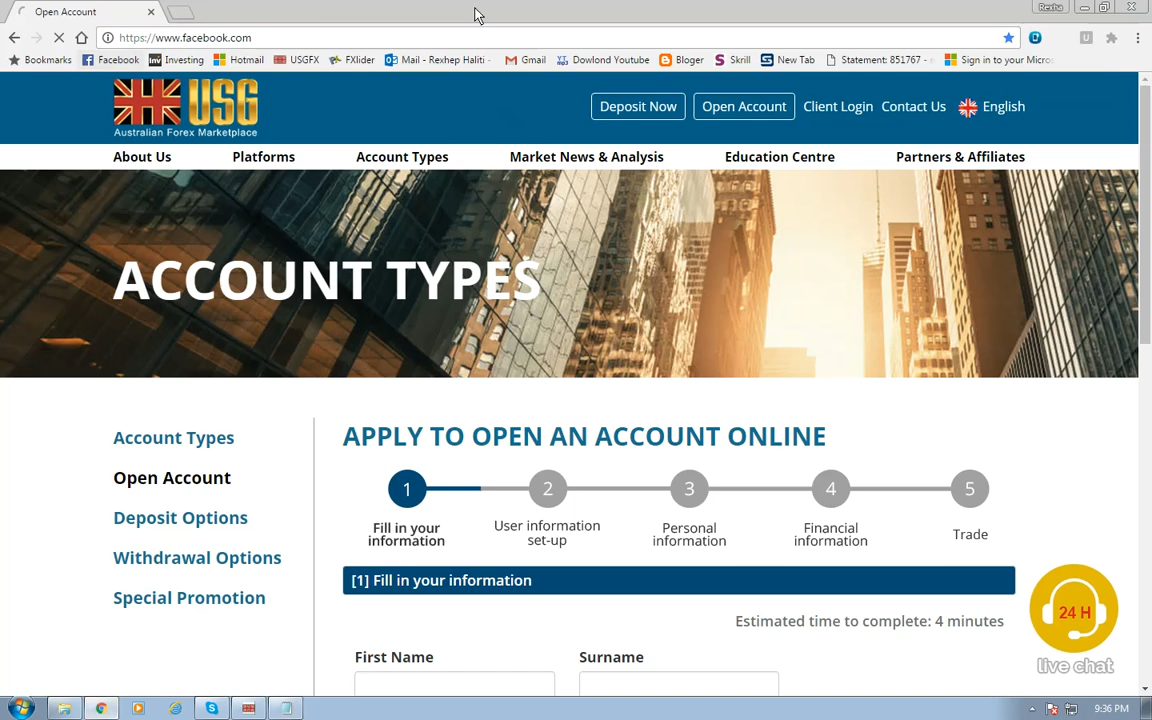 Open Account
Rexha
https://www.facebook.com
Bookmarks Facebook Investing Hotmail USGFX FXlider Mail - Rexhep Haliti - Gmail Dowlond Youtube Bloger Skrill New Tab Statement: 851767 - Sign in to your Micros
USG
Australian Forex Marketplace
Deposit Now Open Account Client Login Contact Us English
About Us Platforms Account Types Market News & Analysis Education Centre Partners & Affiliates
ACCOUNT TYPES
Account Types
Open Account
Deposit Options
Withdrawal Options
Special Promotion
APPLY TO OPEN AN ACCOUNT ONLINE
1 2 3 4 5
Fill in your information
User information set-up
Personal information
Financial information
Trade
[1] Fill in your information
Estimated time to complete: 4 minutes
First Name Surname
24 H
live chat
9:36 PM